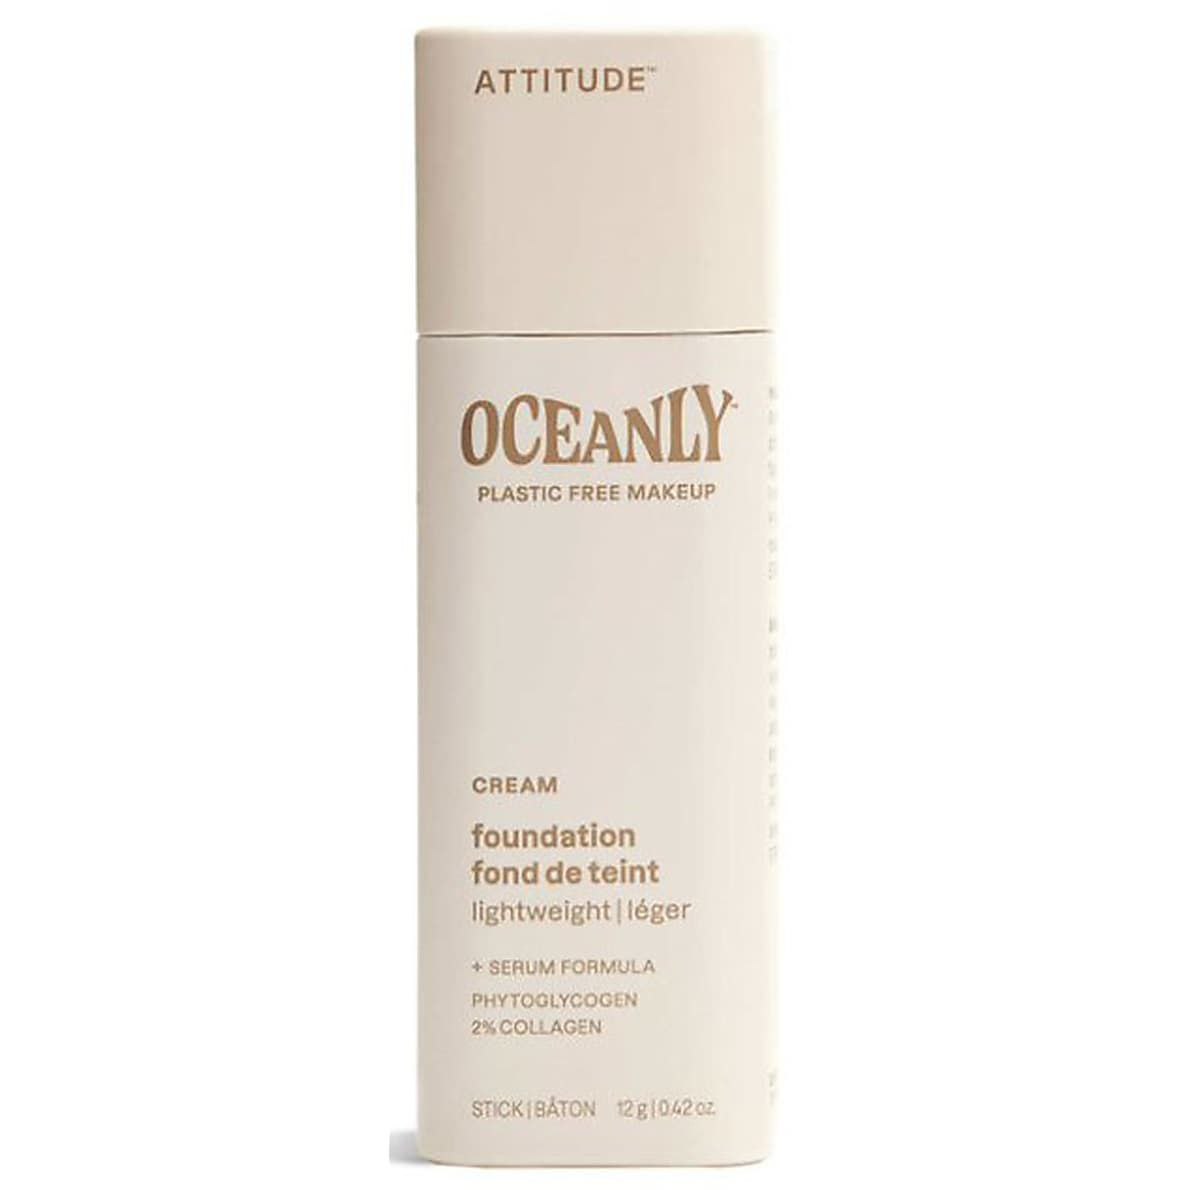 ATTITUDE™
OCEANLY™
PLASTIC FREE MAKEUP
CREAM
foundation
fond de teint
lightweight | léger
+ SERUM FORMULA
PHYTOGLYCOGEN
2% COLLAGEN
STICK | BÂTON 12 g | 0.42 oz.